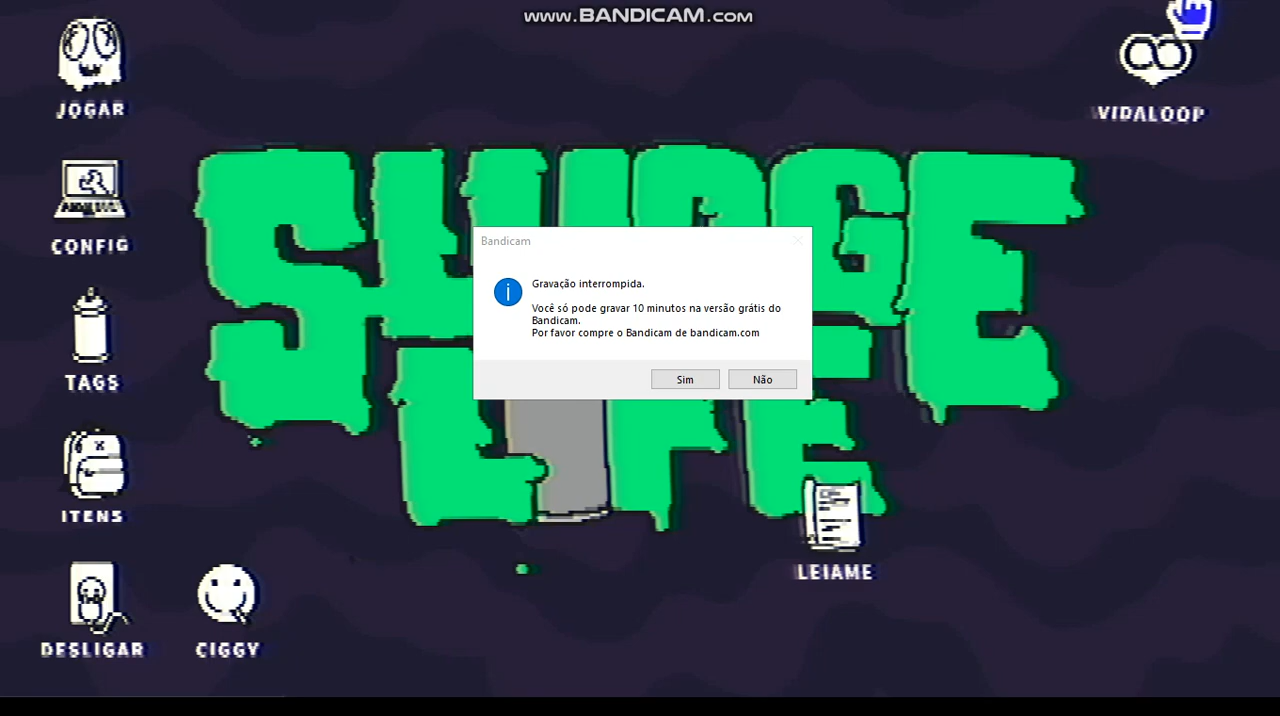 www.BANDICAM.com
JOGAR
VIDALOOP
SLUDGE
LIFE
CONFIG
TAGS
ITENS
DESLIGAR
CIGGY
LEIAME
Bandicam
Gravação interrompida.
Você só pode gravar 10 minutos na versão grátis do
Bandicam.
Por favor compre o Bandicam de bandicam.com
Sim
Não